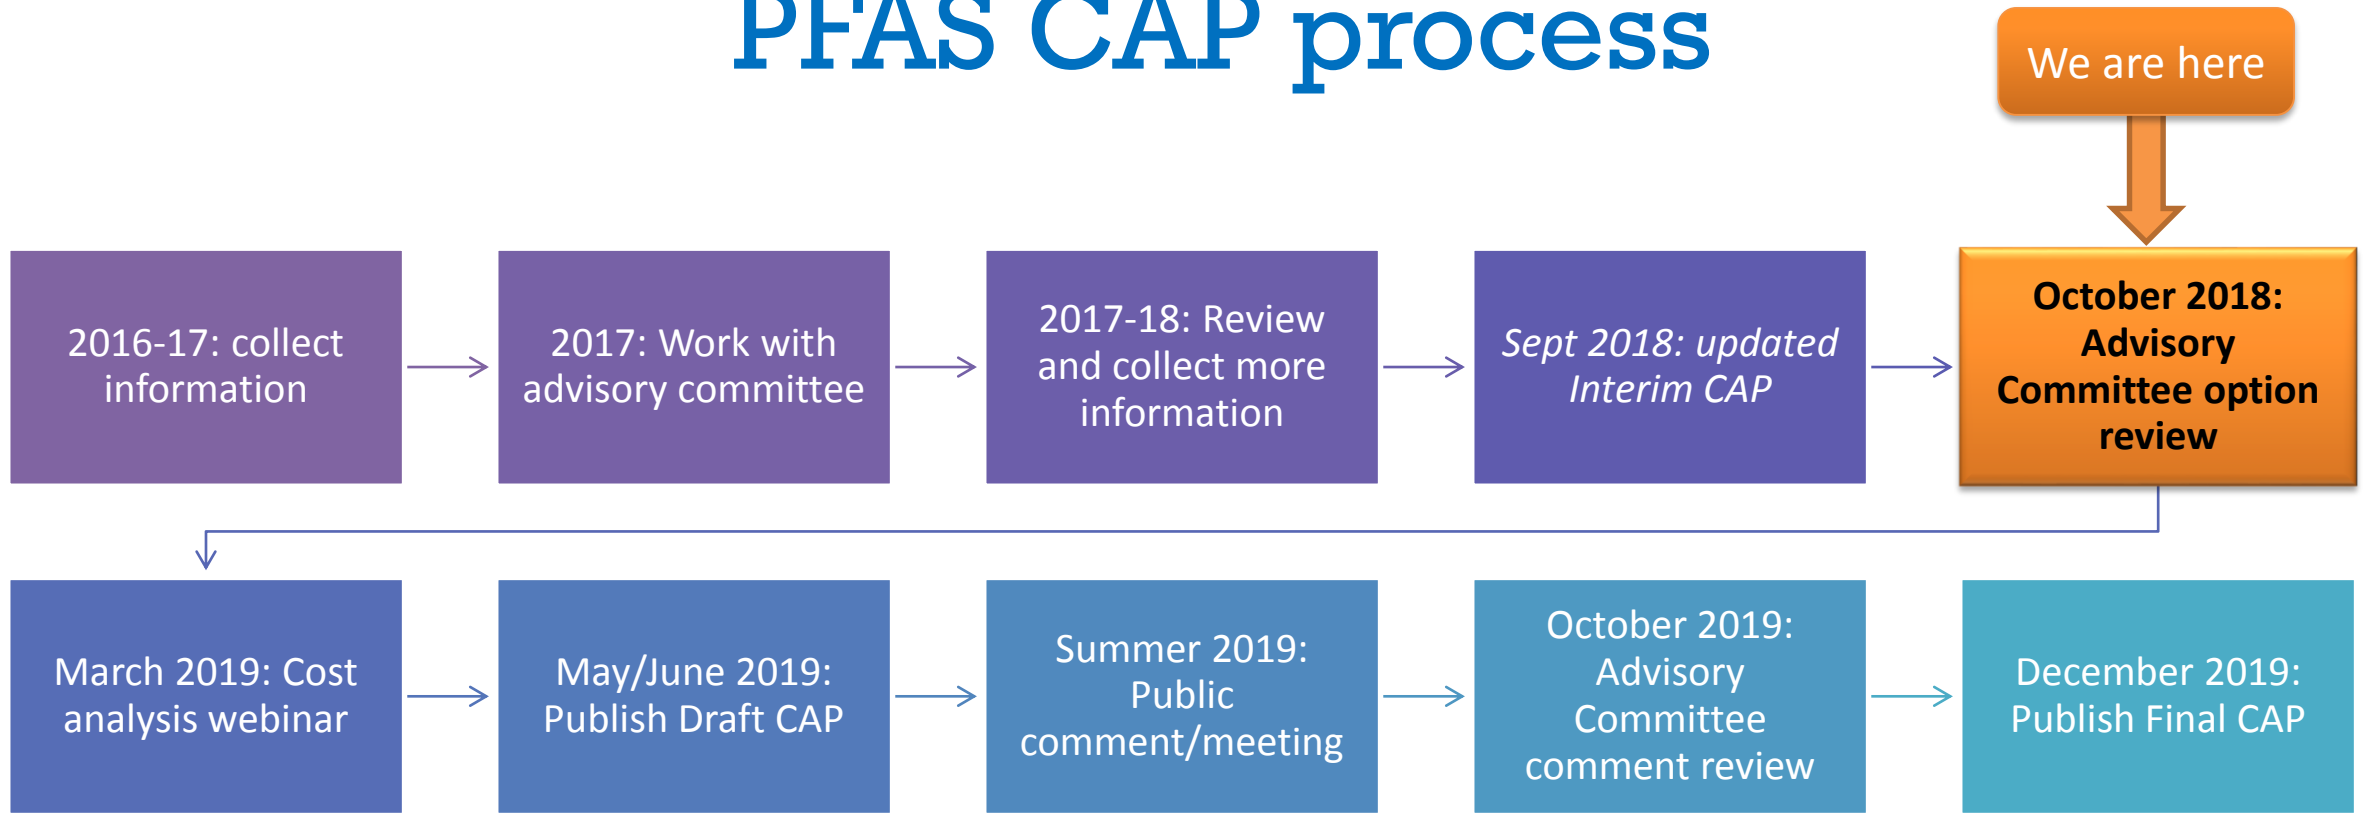 PFAS CAP process
We are here
2016-17: collect
information
2017: Work with
advisory committee
2017-18: Review
and collect more
information
Sept 2018: updated
Interim CAP
October 2018:
Advisory
Committee option
review
March 2019: Cost
analysis webinar
May/June 2019:
Publish Draft CAP
Summer 2019:
Public
comment/meeting
October 2019:
Advisory
Committee
comment review
December 2019:
Publish Final CAP